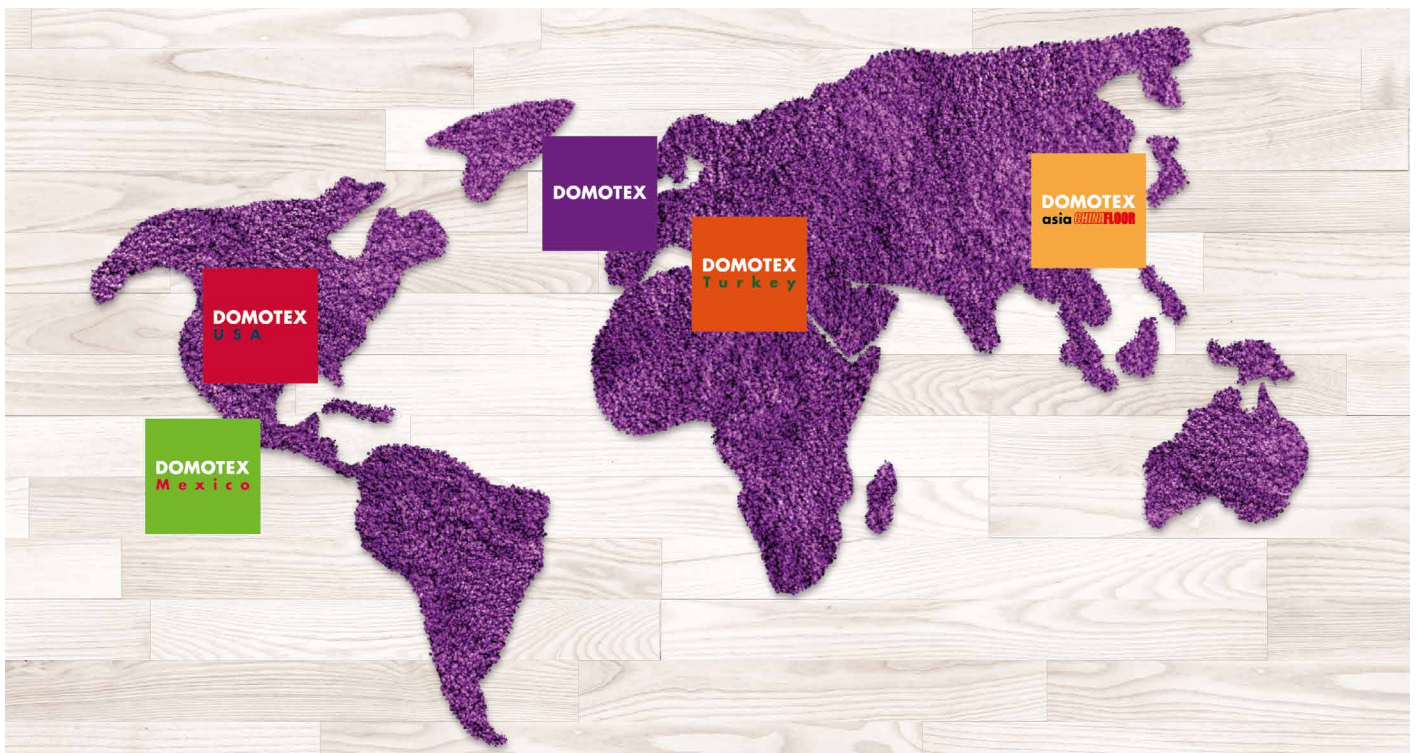 DOMOTEX
DOMOTEX
asia CHINAFLOOR
DOMOTEX
Turkey
DOMOTEX
USA
DOMOTEX
Mexico